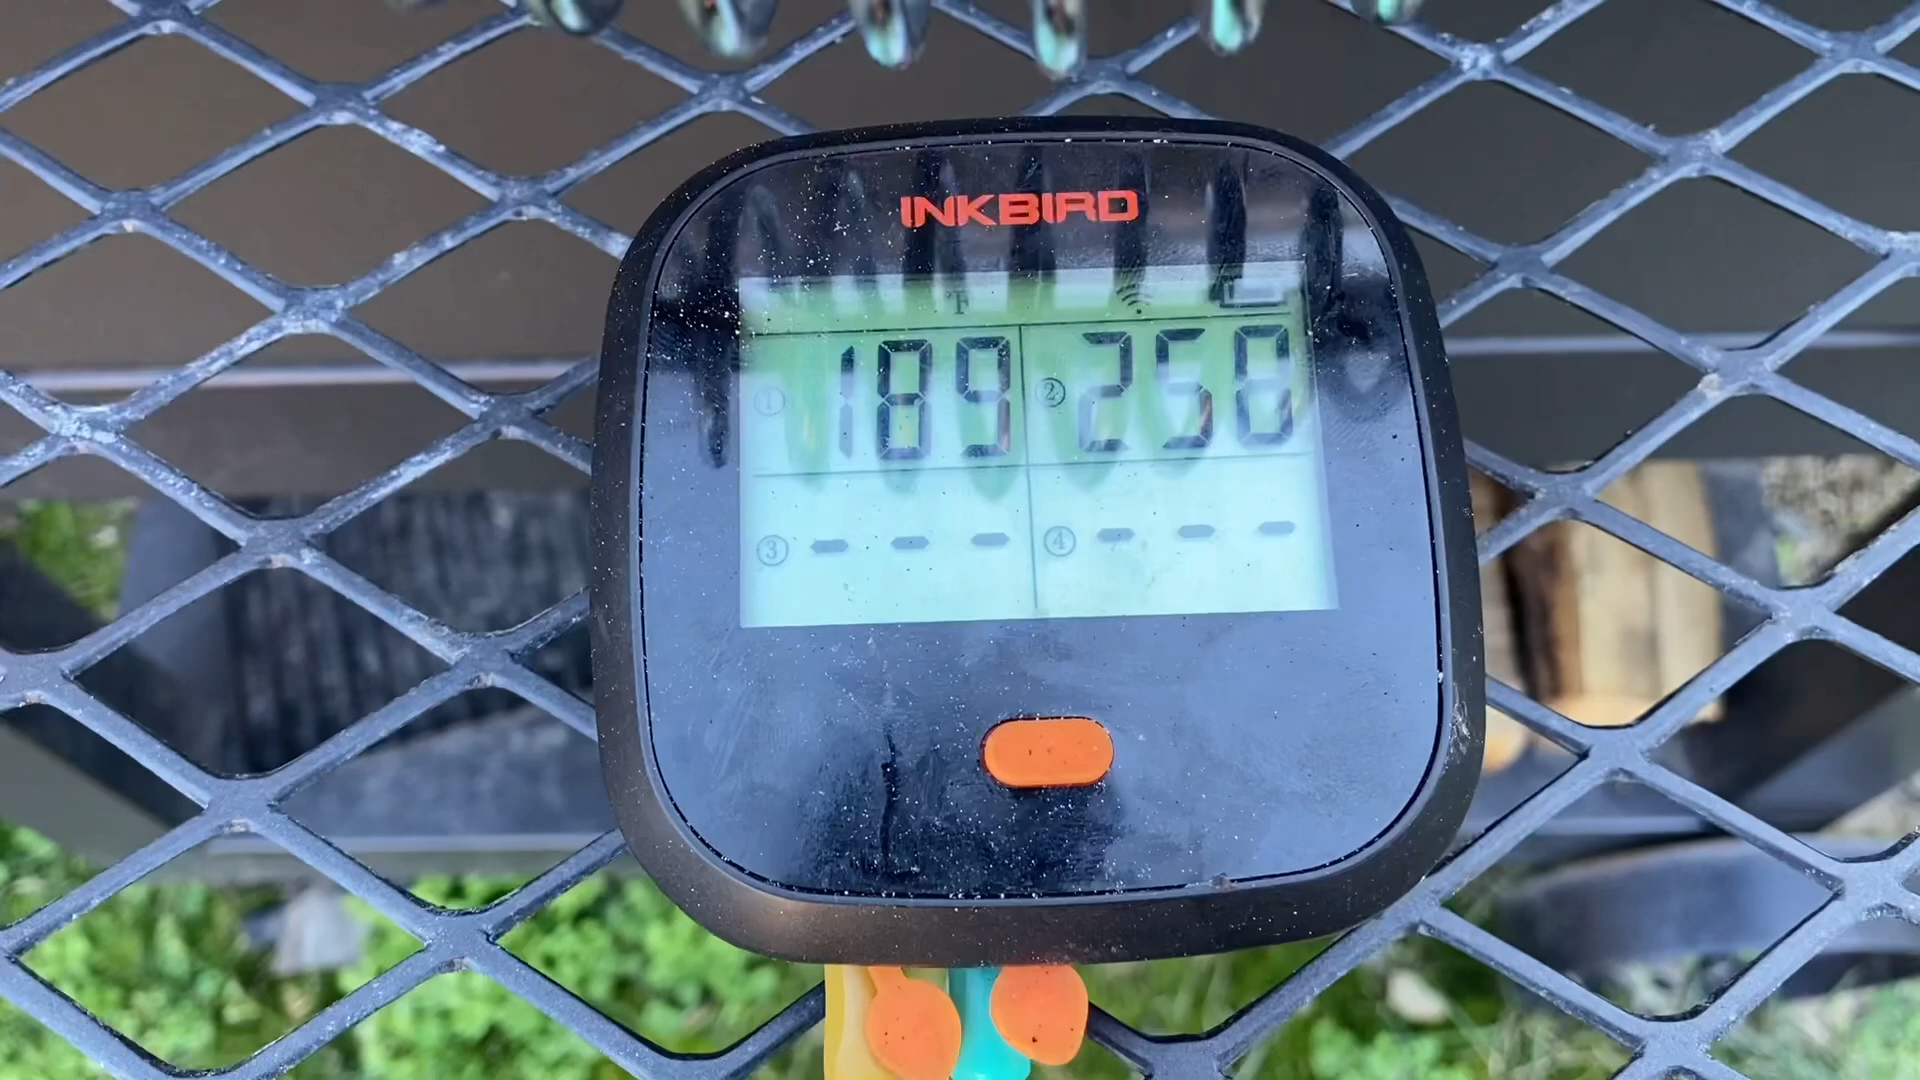 INKBIRD
°F
① 189 ② 258
③ - - - ④ - - -